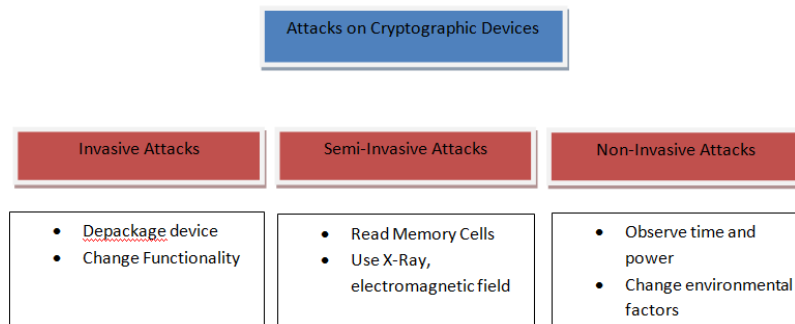 Attacks on Cryptographic Devices
Invasive Attacks
Semi-Invasive Attacks
Non-Invasive Attacks
• Depackage device
• Change Functionality
• Read Memory Cells
• Use X-Ray,
electromagnetic field
• Observe time and
power
• Change environmental
factors